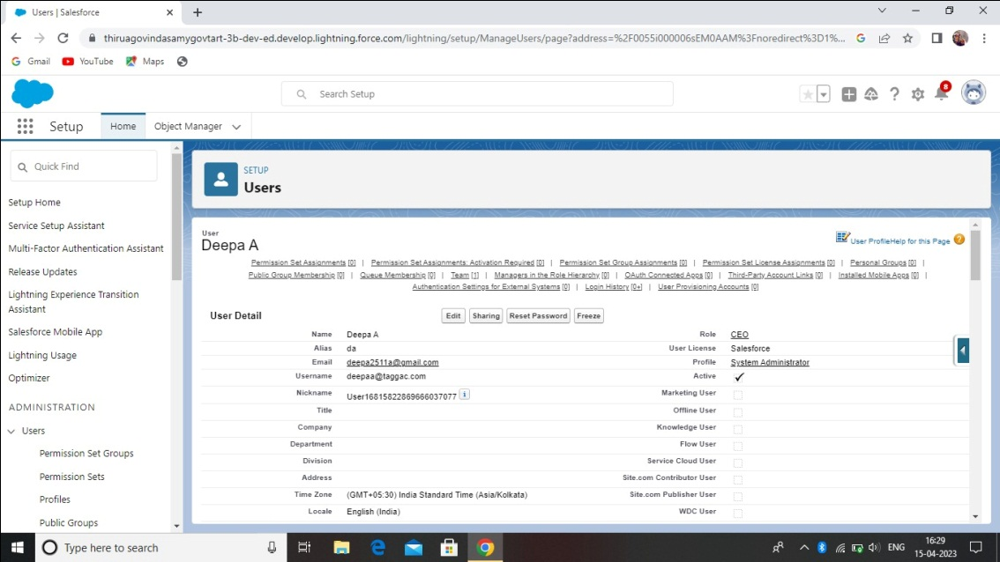 Users | Salesforce
thiruagovindasamygovtart-3b-dev-ed.develop.lightning.force.com/lightning/setup/ManageUsers/page?address=%2F0055i000006sEM0AAM%3Fnoredirect%3D1%...
Gmail YouTube Maps
Search Setup
8
Setup Home Object Manager
Quick Find
Setup Home
Service Setup Assistant
Multi-Factor Authentication Assistant
Release Updates
Lightning Experience Transition
Assistant
Salesforce Mobile App
Lightning Usage
Optimizer
ADMINISTRATION
Users
Permission Set Groups
Permission Sets
Profiles
Public Groups
SETUP
Users
User
Deepa A
User Profile Help for this Page ?
Permission Set Assignments [0] | Permission Set Assignments: Activation Required [0] | Permission Set Group Assignments [0] | Permission Set License Assignments [0] | Personal Groups [0] |
Public Group Membership [0] | Queue Membership [0] | Team [1] | Managers in the Role Hierarchy [0] | OAuth Connected Apps [0] | Third-Party Account Links [0] | Installed Mobile Apps [0] |
Authentication Settings for External Systems [0] | Login History [0+] | User Provisioning Accounts [0]
User Detail Edit Sharing Reset Password Freeze
Name Deepa A Role CEO
Alias da User License Salesforce
Email deepa2511a@gmail.com Profile System Administrator
Username deepaa@taggac.com Active ✓
Nickname User16815822869666037077 i Marketing User
Title Offline User
Company Knowledge User
Department Flow User
Division Service Cloud User
Address Site.com Contributor User
Time Zone (GMT+05:30) India Standard Time (Asia/Kolkata) Site.com Publisher User
Locale English (India) WDC User
Type here to search
ENG
16:29
15-04-2023